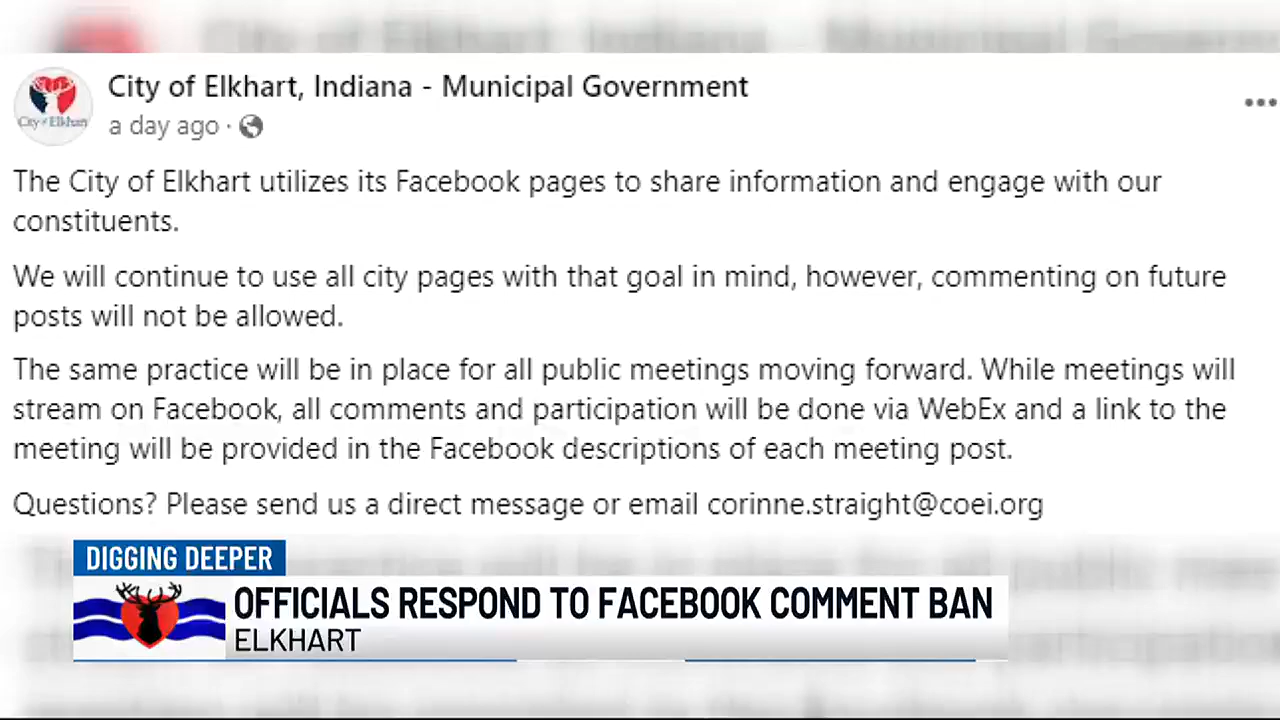 City of Elkhart, Indiana - Municipal Government
City of Elkhart
a day ago ·
The City of Elkhart utilizes its Facebook pages to share information and engage with our
constituents.
We will continue to use all city pages with that goal in mind, however, commenting on future
posts will not be allowed.
The same practice will be in place for all public meetings moving forward. While meetings will
stream on Facebook, all comments and participation will be done via WebEx and a link to the
meeting will be provided in the Facebook descriptions of each meeting post.
Questions? Please send us a direct message or email corinne.straight@coei.org
DIGGING DEEPER
OFFICIALS RESPOND TO FACEBOOK COMMENT BAN
ELKHART